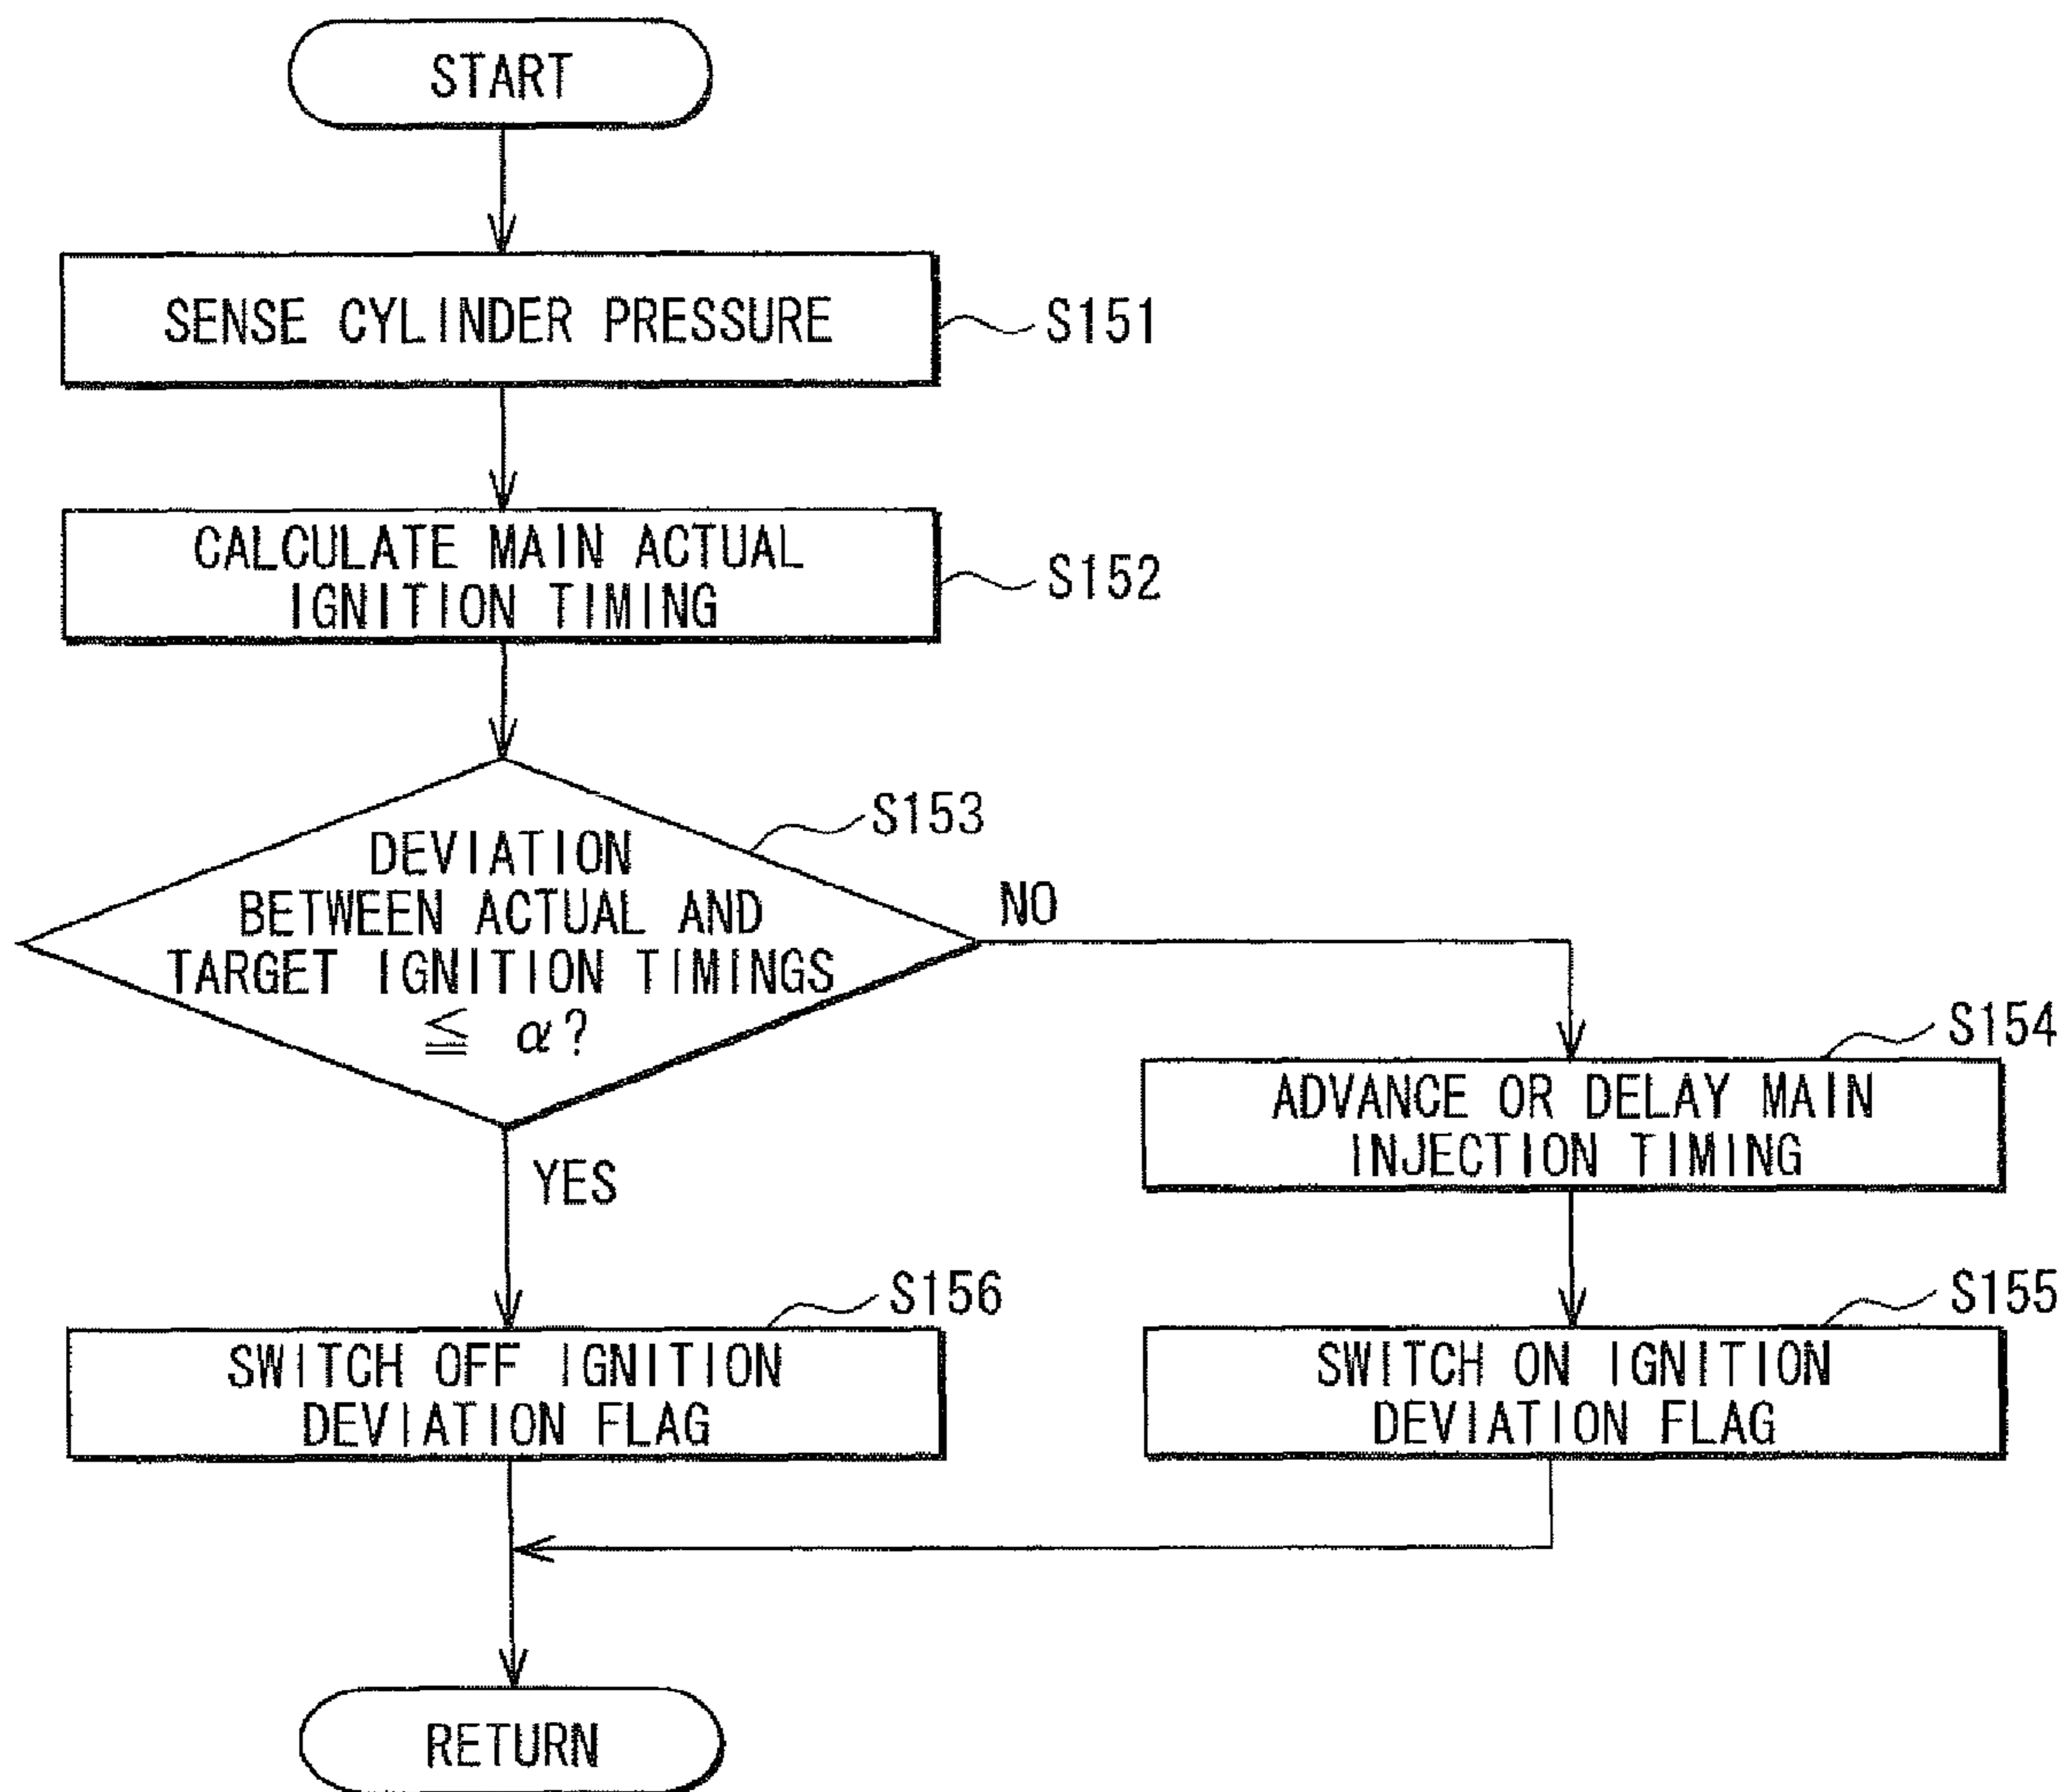 START
SENSE CYLINDER PRESSURE
S151
CALCULATE MAIN ACTUAL
IGNITION TIMING
S152
S153
DEVIATION
BETWEEN ACTUAL AND
TARGET IGNITION TIMINGS
≦ α?
NO
YES
S154
ADVANCE OR DELAY MAIN
INJECTION TIMING
S156
SWITCH OFF IGNITION
DEVIATION FLAG
S155
SWITCH ON IGNITION
DEVIATION FLAG
RETURN